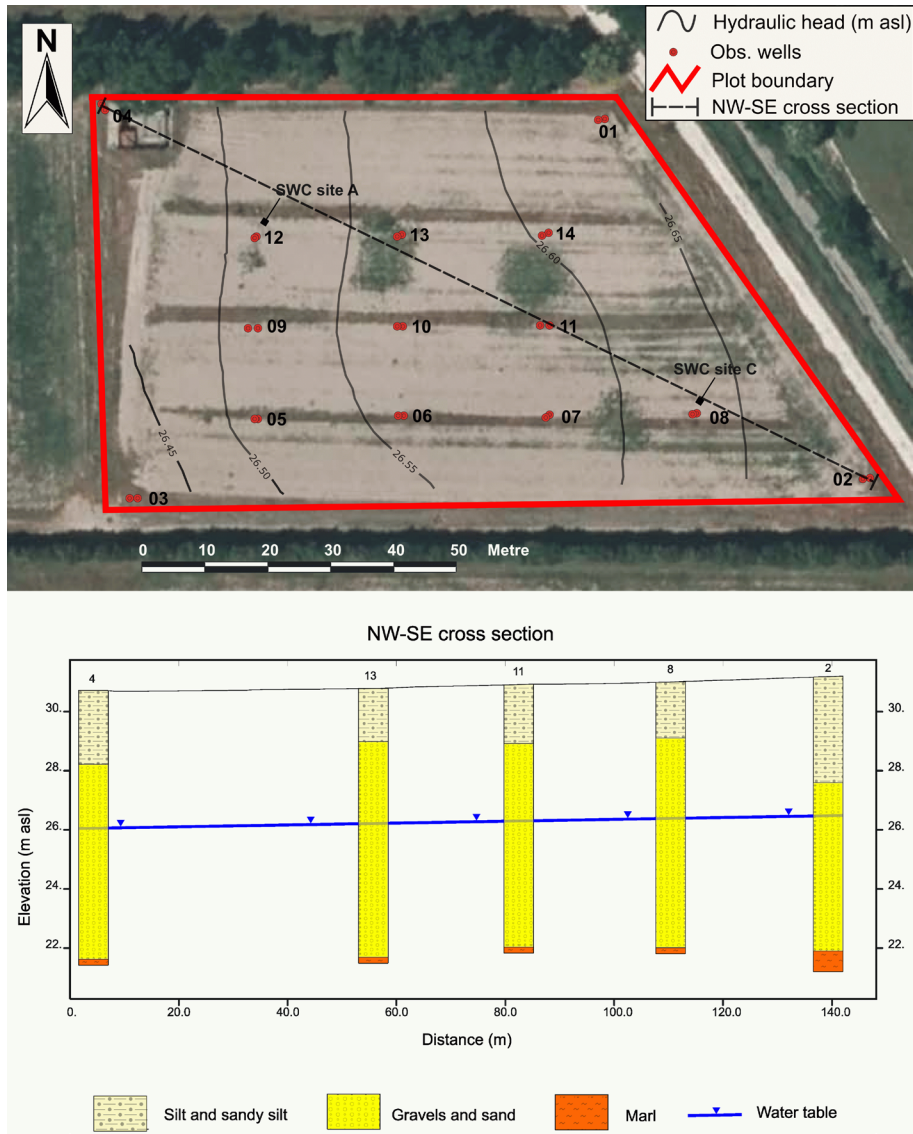 N
Hydraulic head (m asl)
Obs. wells
Plot boundary
NW-SE cross section
04
01
SWC site A
26.65
12
13
14
26.60
09
10
11
SWC site C
05
06
07
08
26.45
26.50
26.55
03
02
0 10 20 30 40 50 Metre
NW-SE cross section
4 13 11 8 2
30.
28.
26.
24.
22.
30.
28.
26.
24.
22.
Elevation (m asl)
0. 20.0 40.0 60.0 80.0 100.0 120.0 140.0
Distance (m)
Silt and sandy silt
Gravels and sand
Marl
Water table